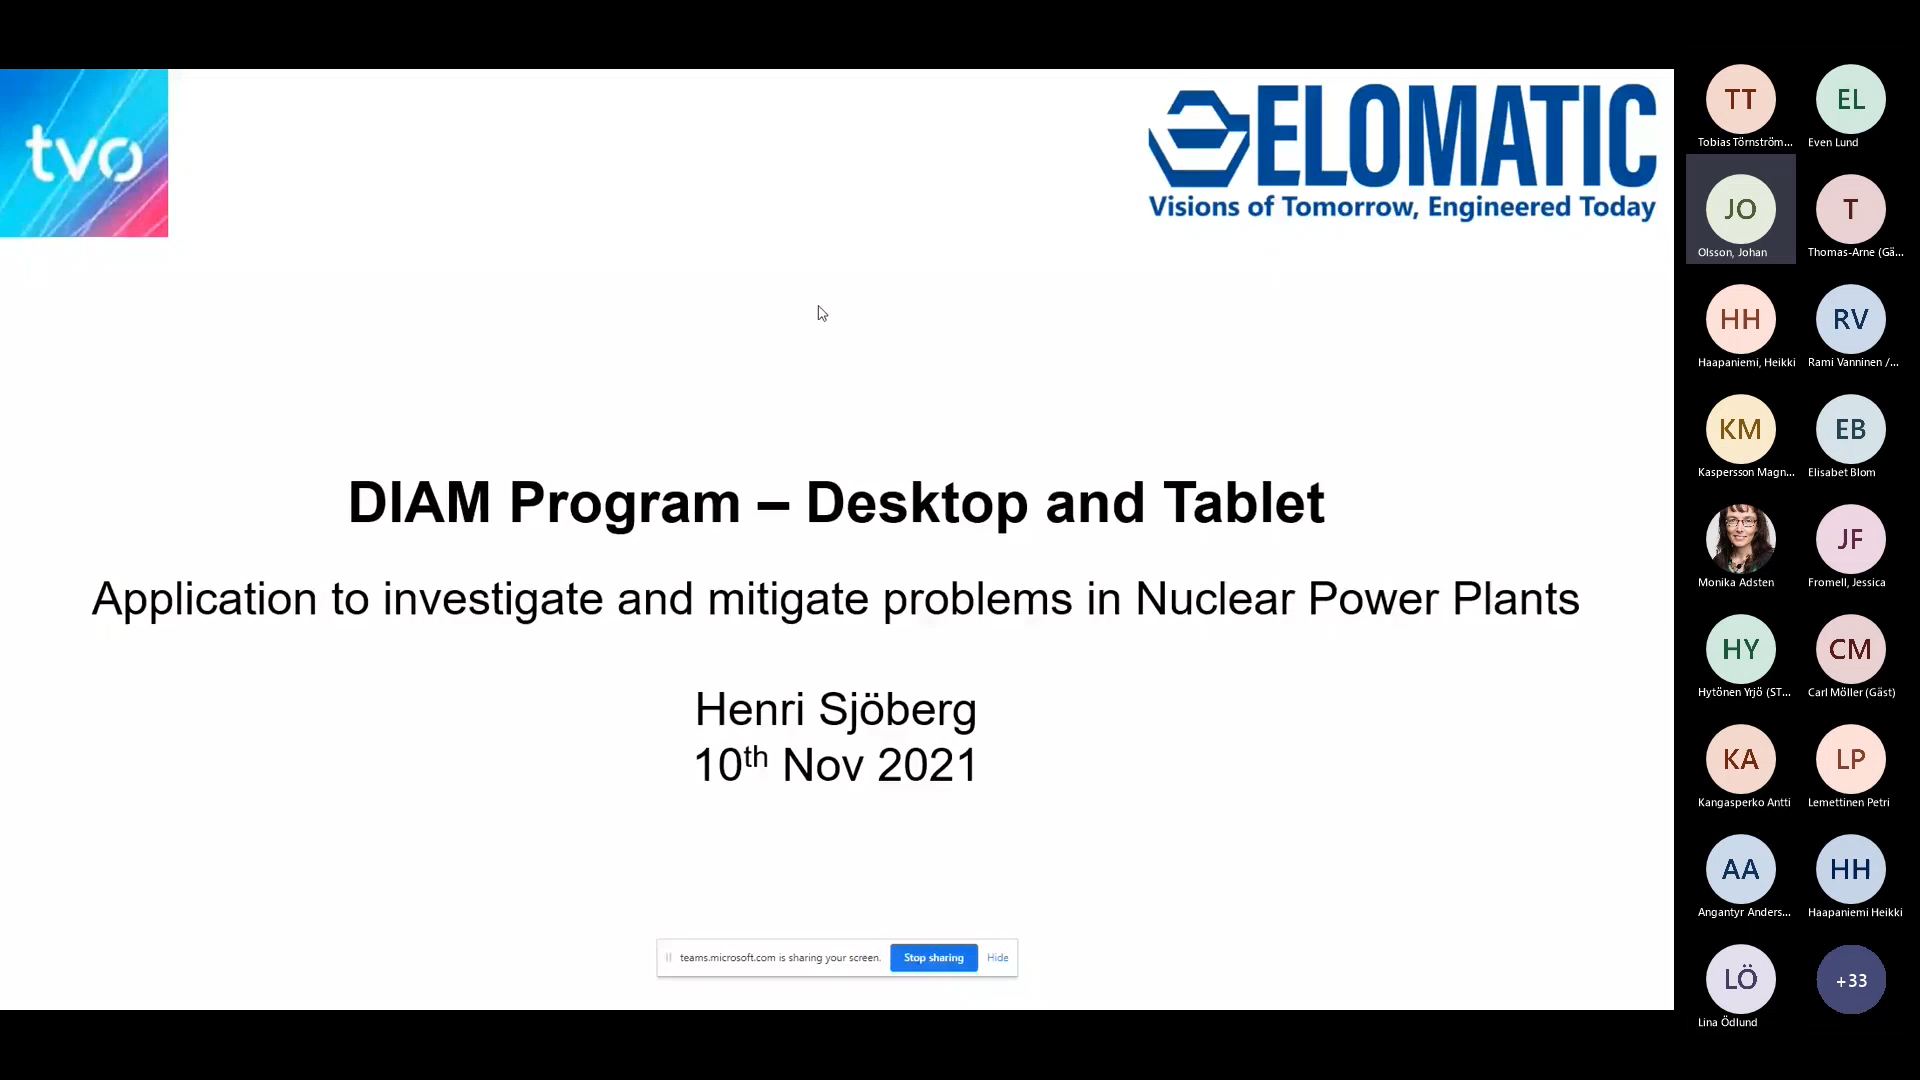 tvo
ELOMATIC
Visions of Tomorrow, Engineered Today
DIAM Program – Desktop and Tablet
Application to investigate and mitigate problems in Nuclear Power Plants
Henri Sjöberg
10th Nov 2021
teams.microsoft.com is sharing your screen.
Stop sharing
Hide
TT
EL
Tobias Törnström...
Even Lund
JO
T
Olsson, Johan
Thomas-Arne (Gä...
HH
RV
Haapaniemi, Heikki
Rami Vanninen /...
KM
EB
Kaspersson Magn...
Elisabet Blom
JF
Monika Adsten
Fromell, Jessica
HY
CM
Hytönen Yrjö (ST...
Carl Möller (Gäst)
KA
LP
Kangasperko Antti
Lemettinen Petri
AA
HH
Angantyr Anders...
Haapaniemi Heikki
LÖ
+33
Lina Ödlund